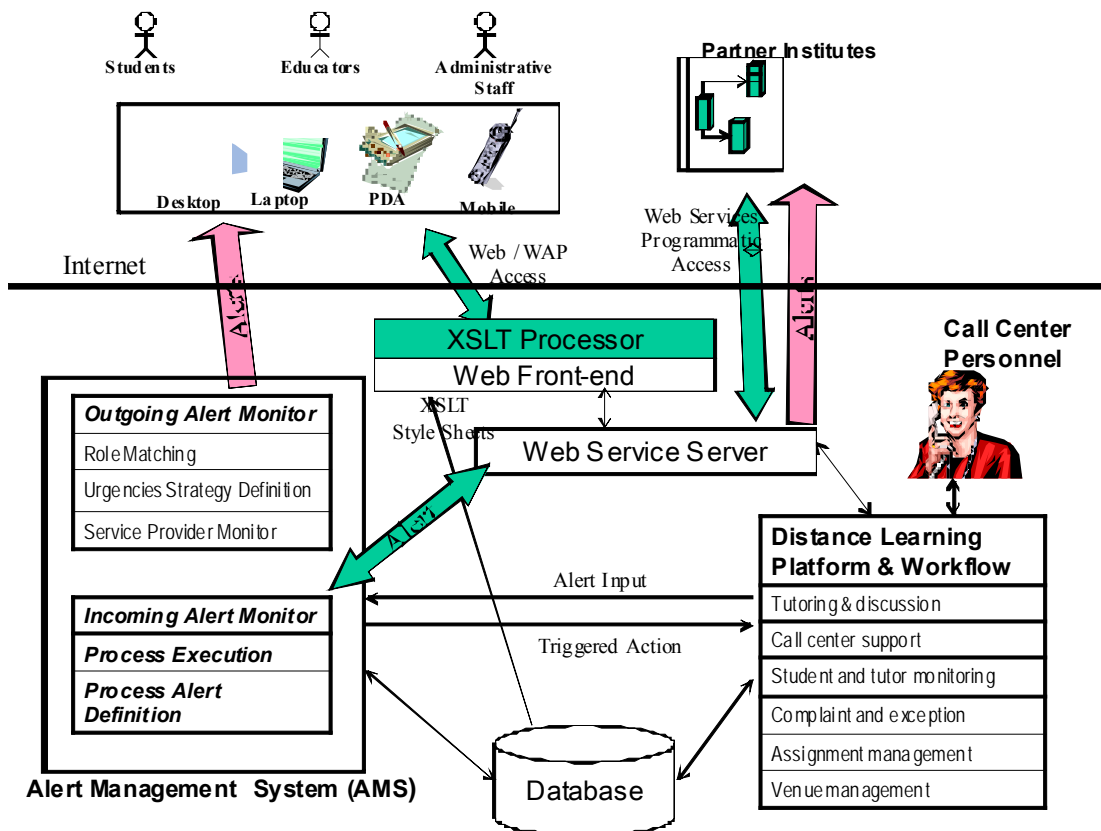 Students
Educators
Administrative
Staff
Partner Institutes
Desktop
Laptop
PDA
Mobile
Internet
Alerts
Web / WAP
Access
Web Services
Programmatic
Access
Alerts
XSLT Processor
Web Front-end
XSLT
Style Sheets
Web Service Server
Call Center
Personnel
Outgoing Alert Monitor
Role Matching
Urgencies Strategy Definition
Service Provider Monitor
Alert
Incoming Alert Monitor
Process Execution
Process Alert
Definition
Alert Management System (AMS)
Alert Input
Triggered Action
Database
Distance Learning
Platform & Workflow
Tutoring & discussion
Call center support
Student and tutor monitoring
Complaint and exception
Assignment management
Venue management